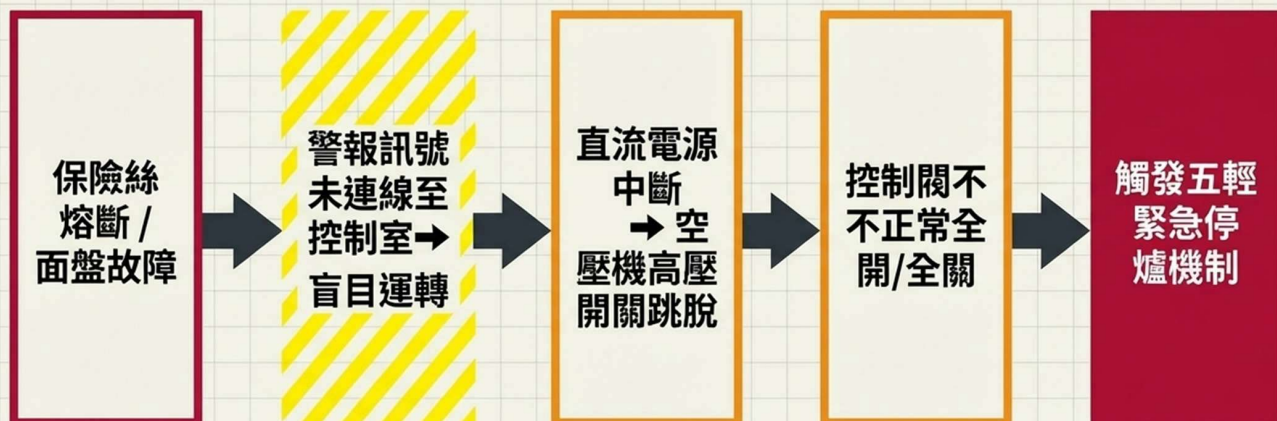 保險絲
熔斷 /
面盤故障
警報訊號
未連線至
控制室➡
盲目運轉
直流電源
中斷
➡ 空
壓機高壓
開關跳脫
控制閥不
不正常全
開/全關
觸發五輕
緊急停
爐機制